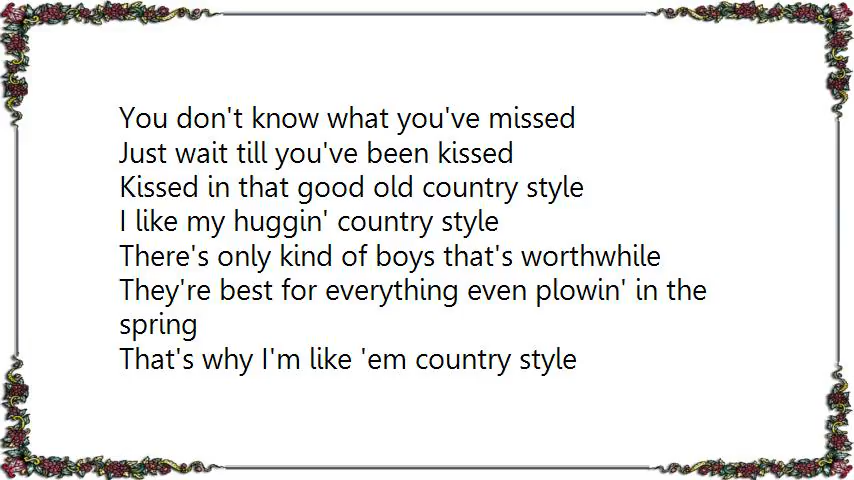 You don't know what you've missed
Just wait till you've been kissed
Kissed in that good old country style
I like my huggin' country style
There's only kind of boys that's worthwhile
They're best for everything even plowin' in the
spring
That's why I'm like 'em country style